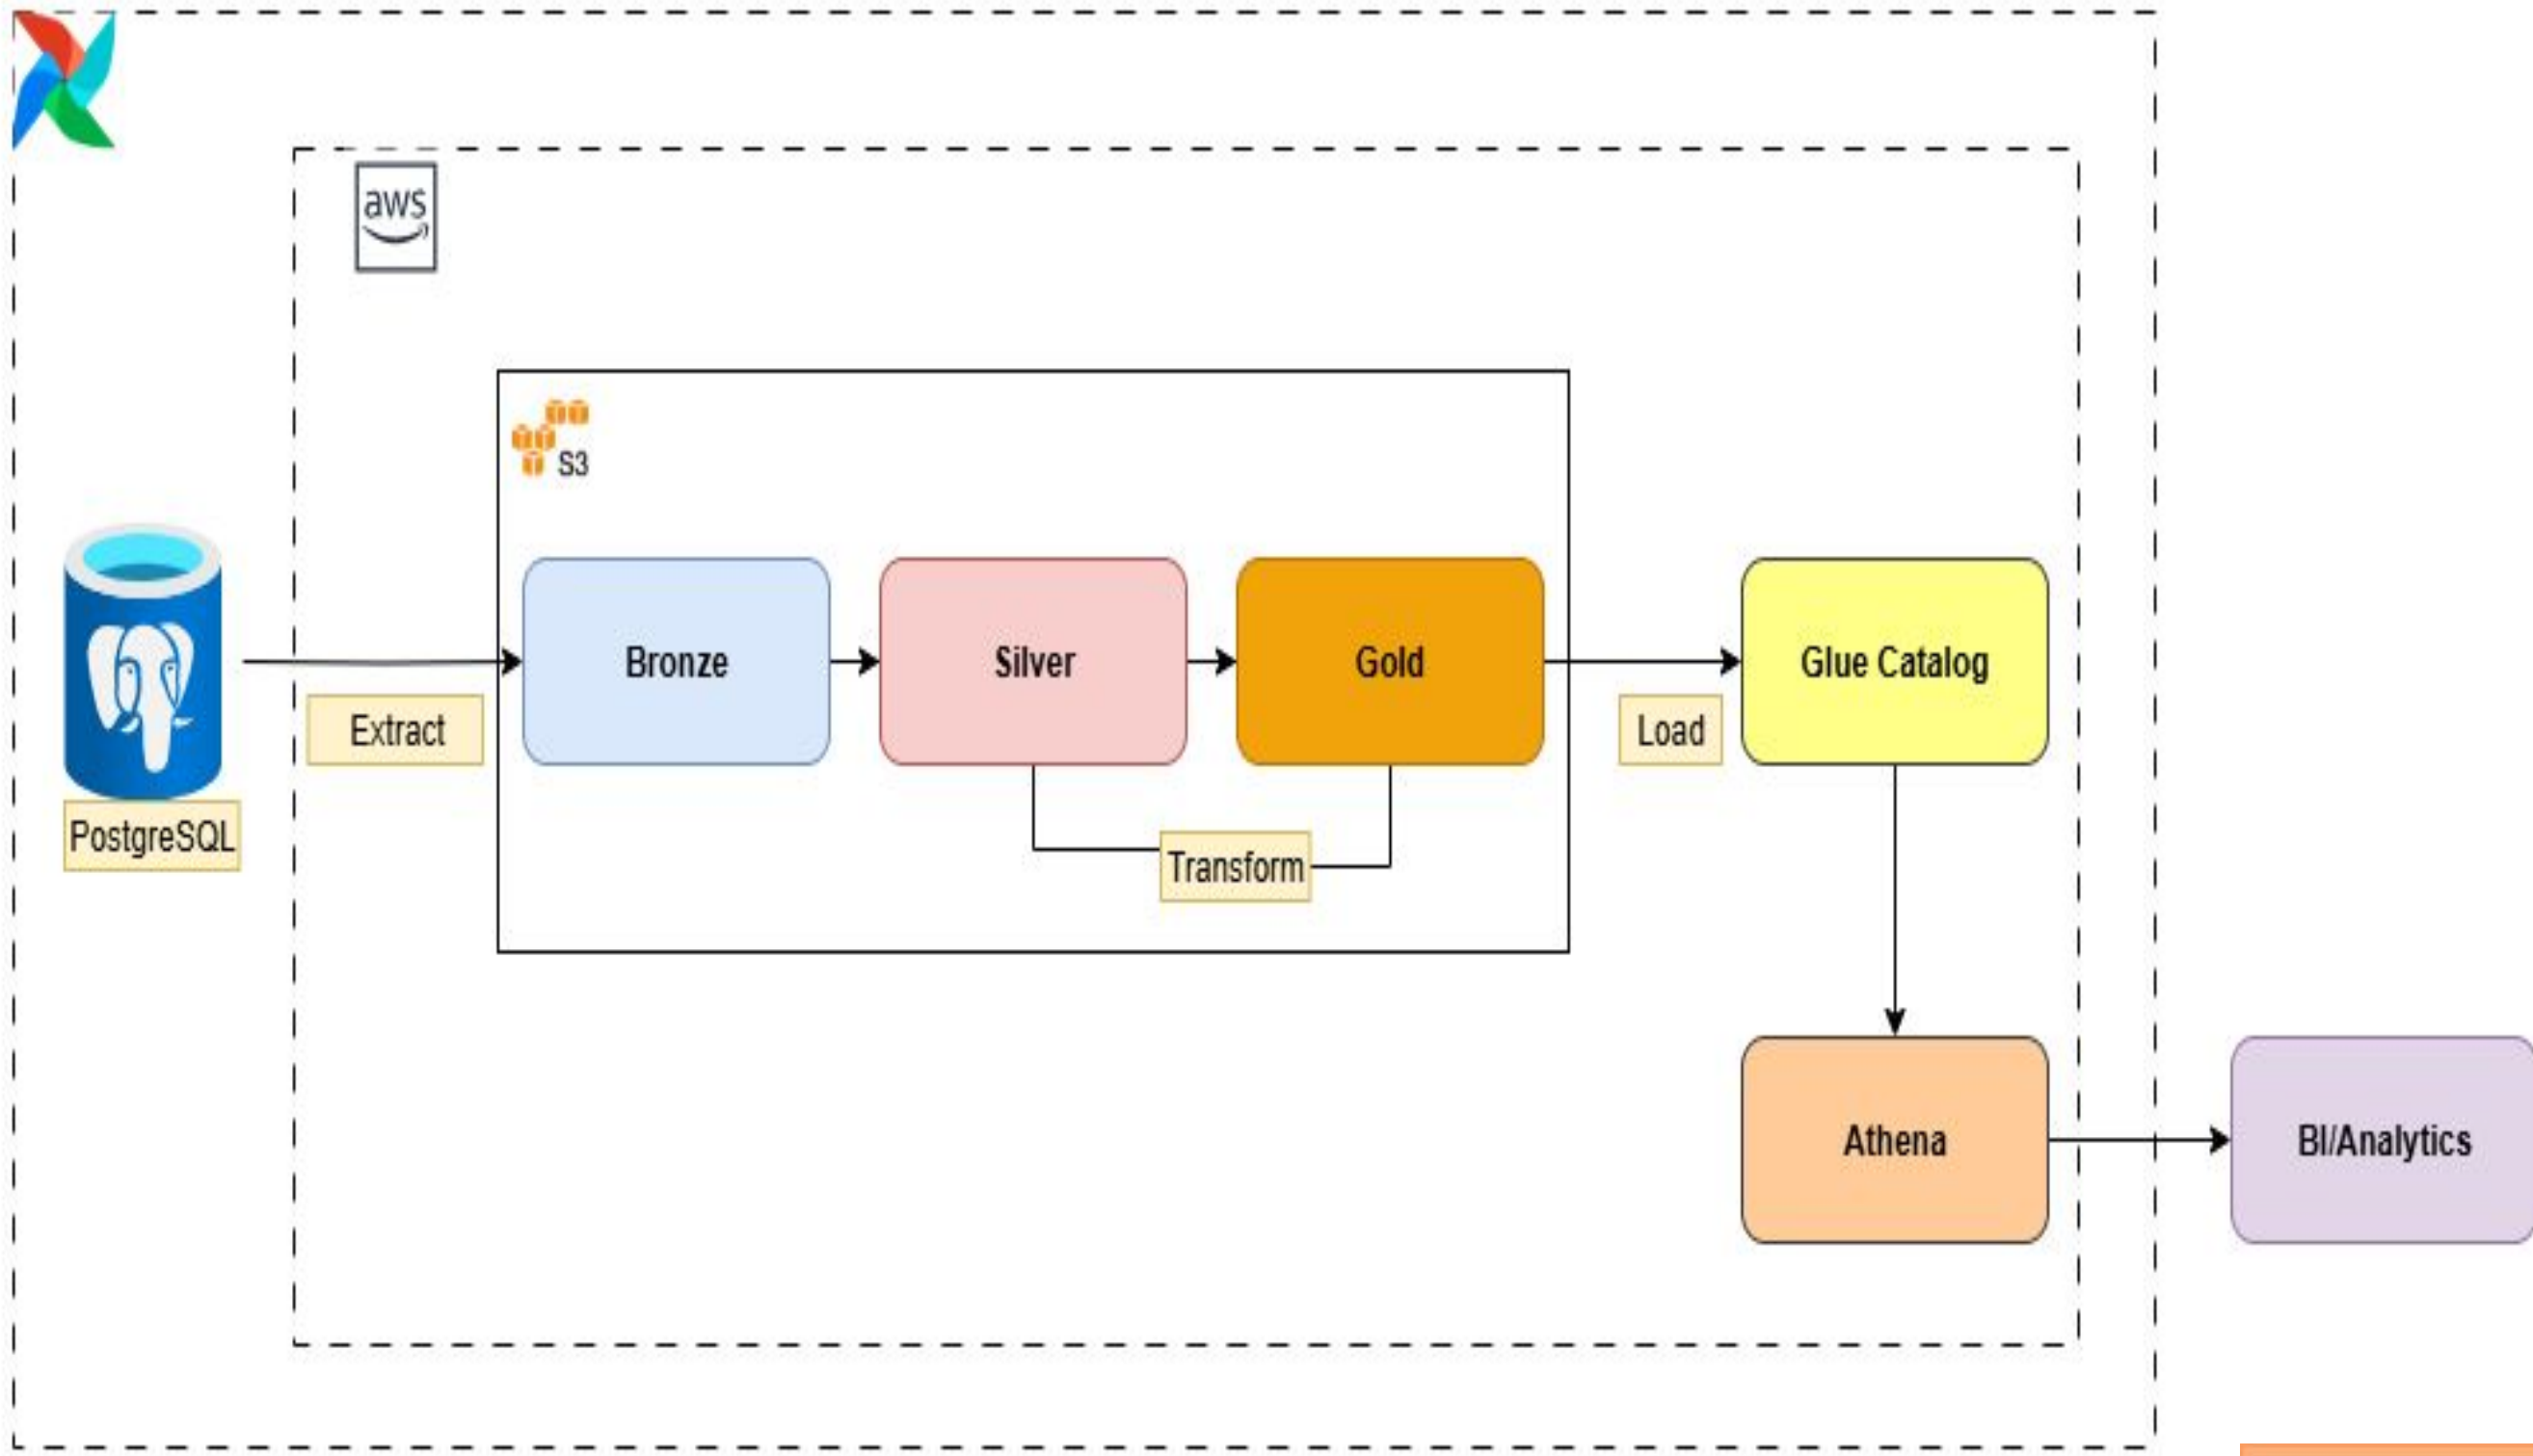 aws
S3
Bronze
Silver
Gold
Glue Catalog
Extract
Load
PostgreSQL
Transform
Athena
BI/Analytics